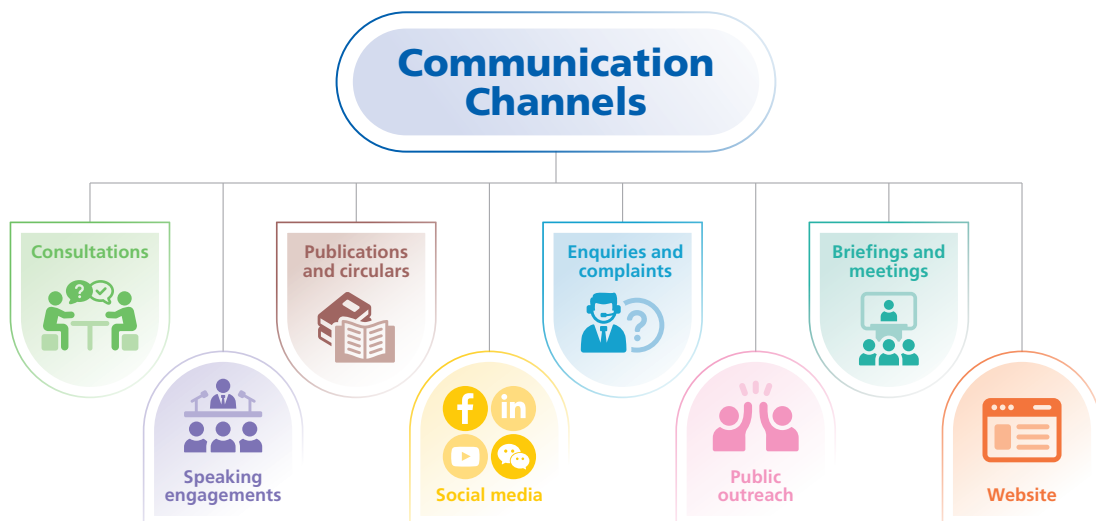 Communication
Channels
Consultations
Publications
and circulars
Enquiries and
complaints
Briefings and
meetings
Speaking
engagements
Social media
Public
outreach
Website